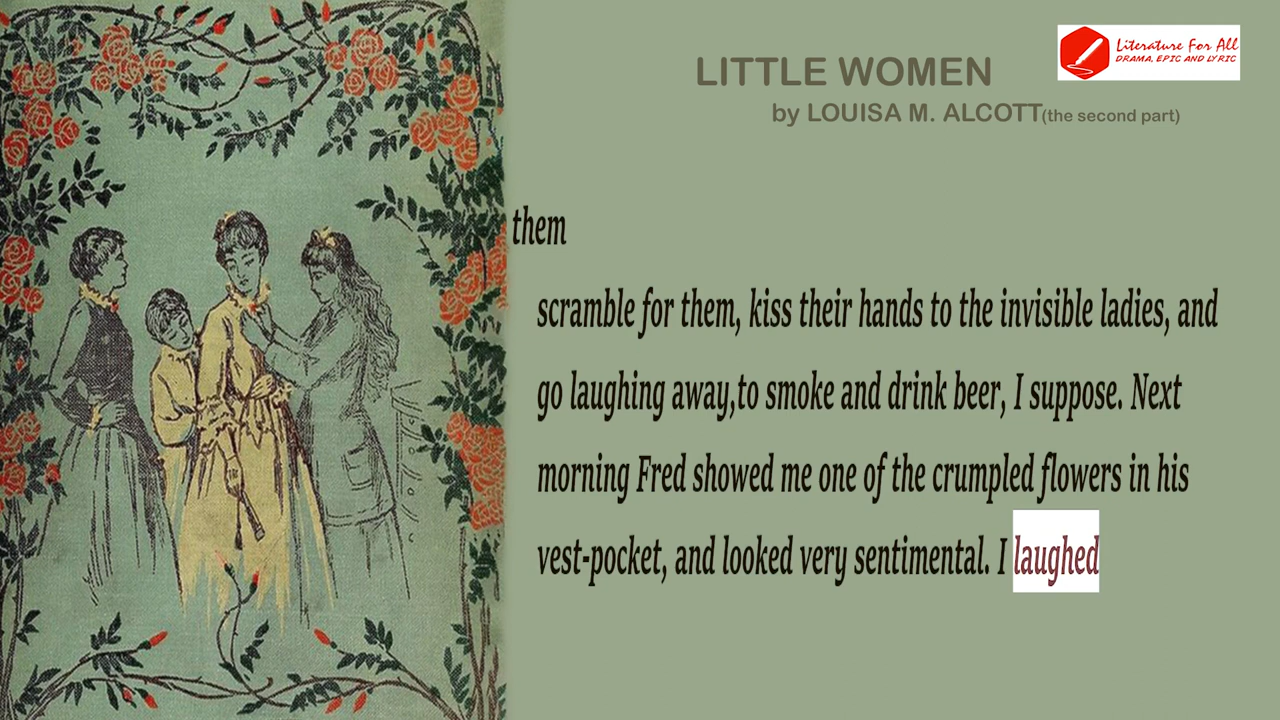 LITTLE WOMEN
Literature For All
DRAMA, EPIC AND LYRIC
by LOUISA M. ALCOTT(the second part)
them
scramble for them, kiss their hands to the invisible ladies, and
go laughing away,to smoke and drink beer, I suppose. Next
morning Fred showed me one of the crumpled flowers in his
vest-pocket, and looked very sentimental. I laughed